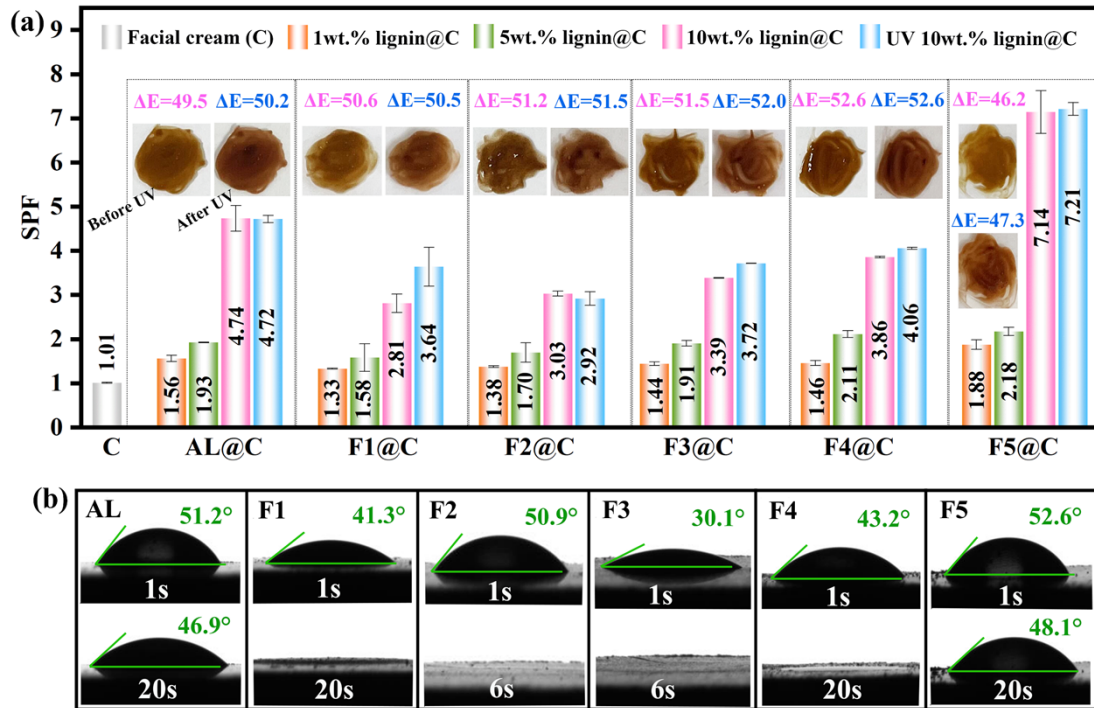 (a)
9
8
7
6
5
4
3
2
1
0
SPF
Facial cream (C) 1wt.% lignin@C 5wt.% lignin@C 10wt.% lignin@C UV 10wt.% lignin@C
ΔE=49.5 ΔE=50.2 ΔE=50.6 ΔE=50.5 ΔE=51.2 ΔE=51.5 ΔE=51.5 ΔE=52.0 ΔE=52.6 ΔE=52.6 ΔE=46.2
Before UV After UV
ΔE=47.3
1.01 1.56 1.93 4.74 4.72 1.33 1.58 2.81 3.64 1.38 1.70 3.03 2.92 1.44 1.91 3.39 3.72 1.46 2.11 3.86 4.06 1.88 2.18 7.14 7.21
C AL@C F1@C F2@C F3@C F4@C F5@C
(b)
AL F1 F2 F3 F4 F5
51.2° 41.3° 50.9° 30.1° 43.2° 52.6°
1s 1s 1s 1s 1s 1s
46.9° 48.1°
20s 20s 6s 6s 20s 20s